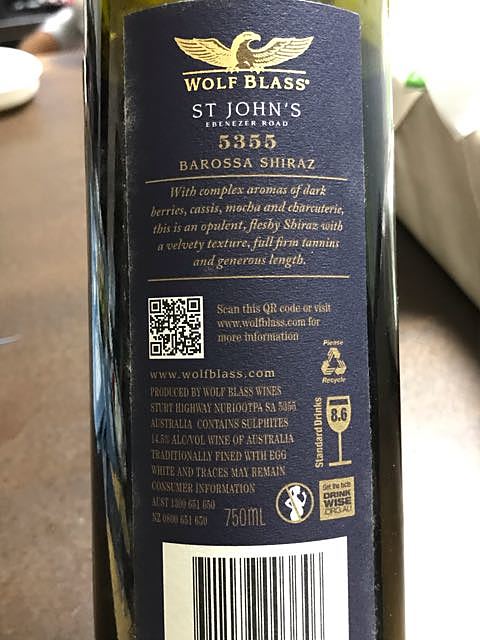 WOLF BLASS®
ST JOHN'S
EBENEZER ROAD
5355
BAROSSA SHIRAZ
With complex aromas of dark
berries, cassis, mocha and charcuterie,
this is an opulent, fleshy Shiraz with
a velvety texture, full firm tannins
and generous length.
Scan this QR code or visit
www.wolfblass.com for
more information
Please
Recycle
www.wolfblass.com
PRODUCED BY WOLF BLASS WINES
STURT HIGHWAY NURIOOTPA SA 5355
AUSTRALIA CONTAINS SULPHITES
14.5% ALC/VOL WINE OF AUSTRALIA
TRADITIONALLY FINED WITH EGG
WHITE AND TRACES MAY REMAIN
CONSUMER INFORMATION
AUST 1300 651 650
NZ 0800 651 650
750mL
Standard Drinks
8.6
Get the facts
DRINK
WISE
.ORG.AU